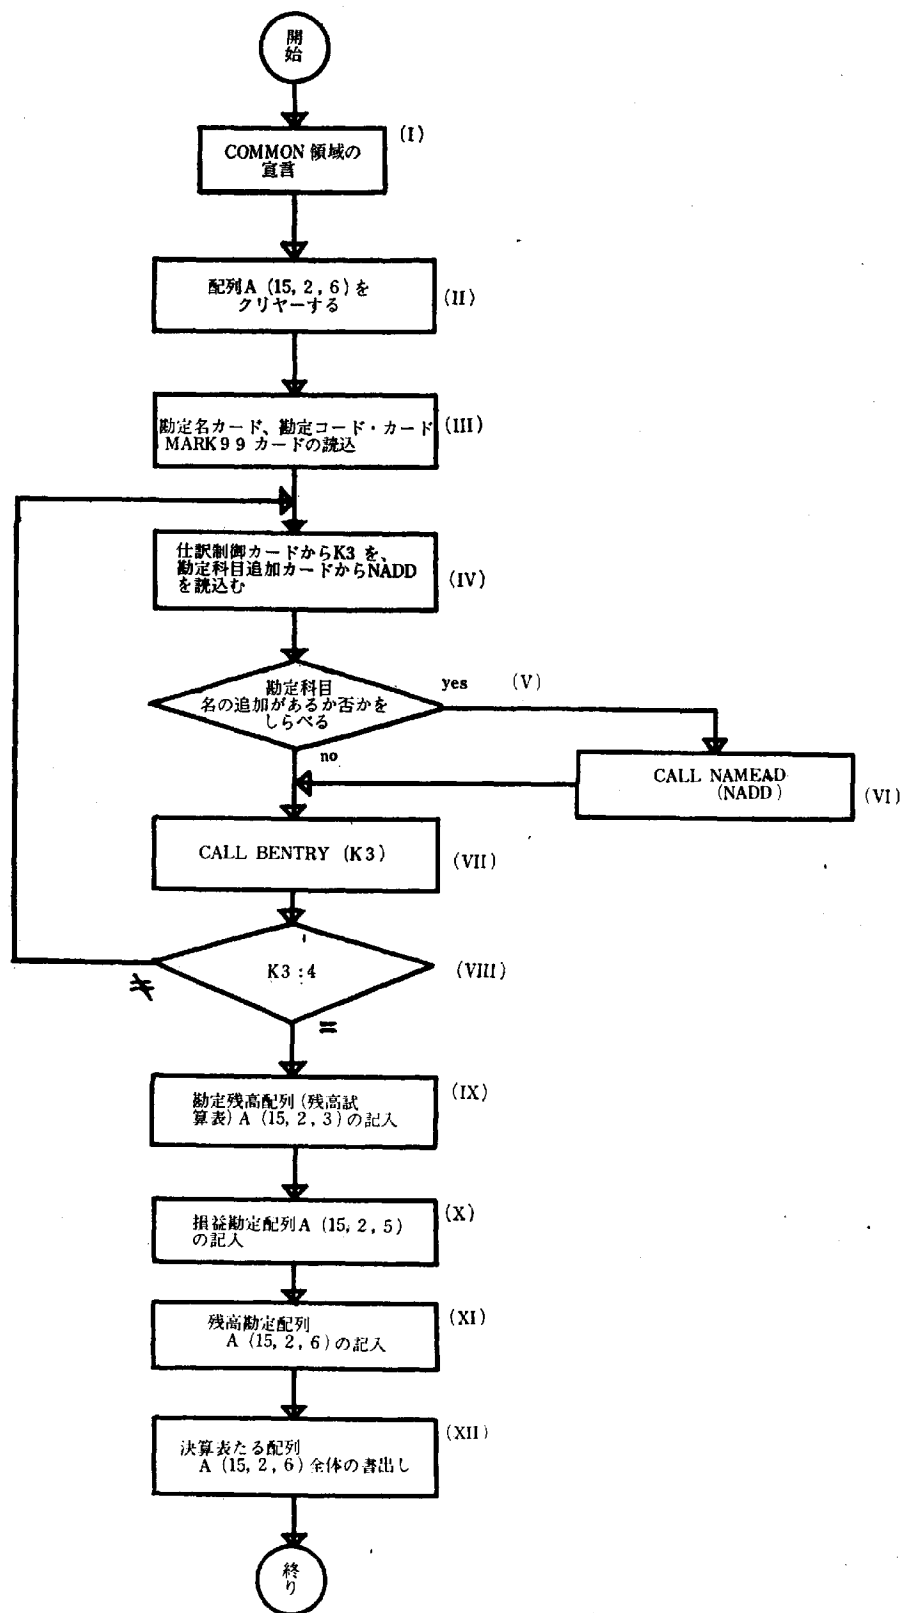 開
始
(I)
COMMON 領域の
宣言
配列A (15, 2, 6)を
クリヤーする
(II)
勘定名カード、勘定コード・カード
MARK99 カードの読込
(III)
仕訳制御カードからK3 を、
勘定科目追加カードからNADD
を読込む
(IV)
勘定科目
名の追加があるか否かを
しらべる
yes
(V)
no
CALL NAMEAD
(NADD)
(VI)
CALL BENTRY (K3)
(VII)
K3 : 4
(VIII)
≠
=
勘定残高配列(残高試
算表) A (15, 2, 3)の記入
(IX)
損益勘定配列A (15, 2, 5)
の記入
(X)
残高勘定配列
A (15, 2, 6)の記入
(XI)
決算表たる配列
A (15, 2, 6)全体の書出し
(XII)
終
り